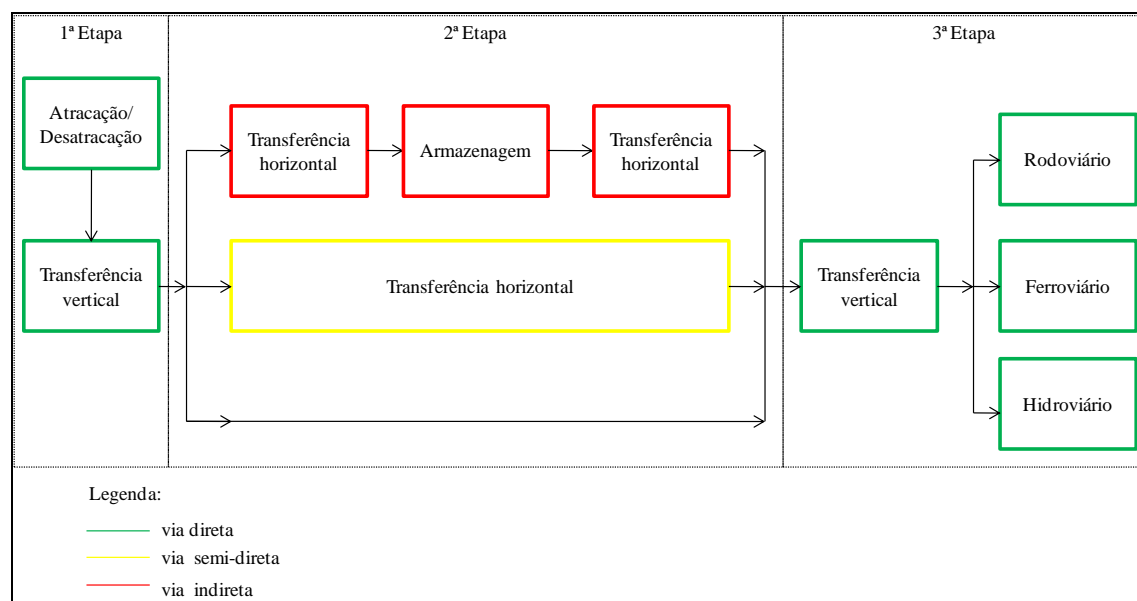 1ª Etapa
2ª Etapa
3ª Etapa
Atracação/
Desatracação
Transferência
horizontal
Armazenagem
Transferência
horizontal
Rodoviário
Transferência
vertical
Transferência horizontal
Transferência
vertical
Ferroviário
Hidroviário
Legenda:
via direta
via semi-direta
via indireta